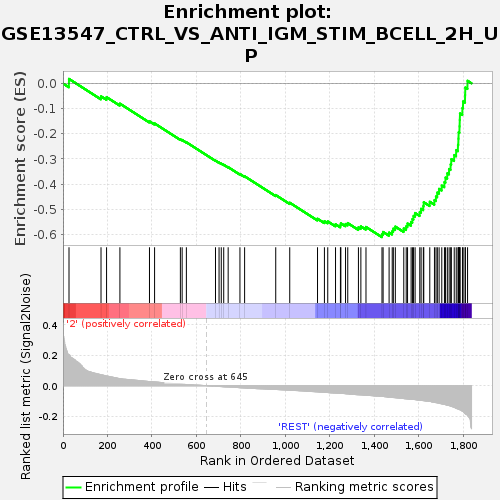 Enrichment plot:
GSE13547_CTRL_VS_ANTI_IGM_STIM_BCELL_2H_U
P
Enrichment score (ES)
0.0
-0.1
-0.2
-0.3
-0.4
-0.5
-0.6
Ranked list metric (Signal2Noise)
0.4
0.2
0.0
-0.2
'2' (positively correlated)
Zero cross at 645
'REST' (negatively correlated)
0
200
400
600
800
1,000
1,200
1,400
1,600
1,800
Rank in Ordered Dataset
Enrichment profile
Hits
Ranking metric scores